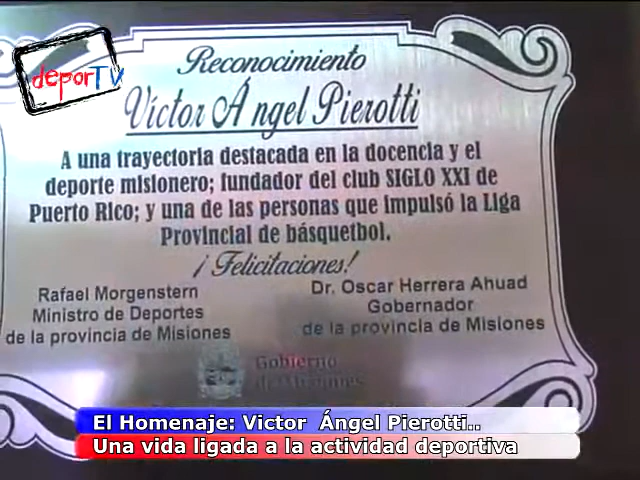 deporTV
Reconocimiento
Víctor Ángel Pierotti
A una trayectoria destacada en la docencia y el
deporte misionero; fundador del club SIGLO XXI de
Puerto Rico; y una de las personas que impulsó la Liga
Provincial de básquetbol.
¡Felicitaciones!
Rafael Morgenstern
Ministro de Deportes
de la provincia de Misiones
Dr. Oscar Herrera Ahuad
Gobernador
de la provincia de Misiones
Gobierno
de Misiones
El Homenaje: Victor Ángel Pierotti..
Una vida ligada a la actividad deportiva